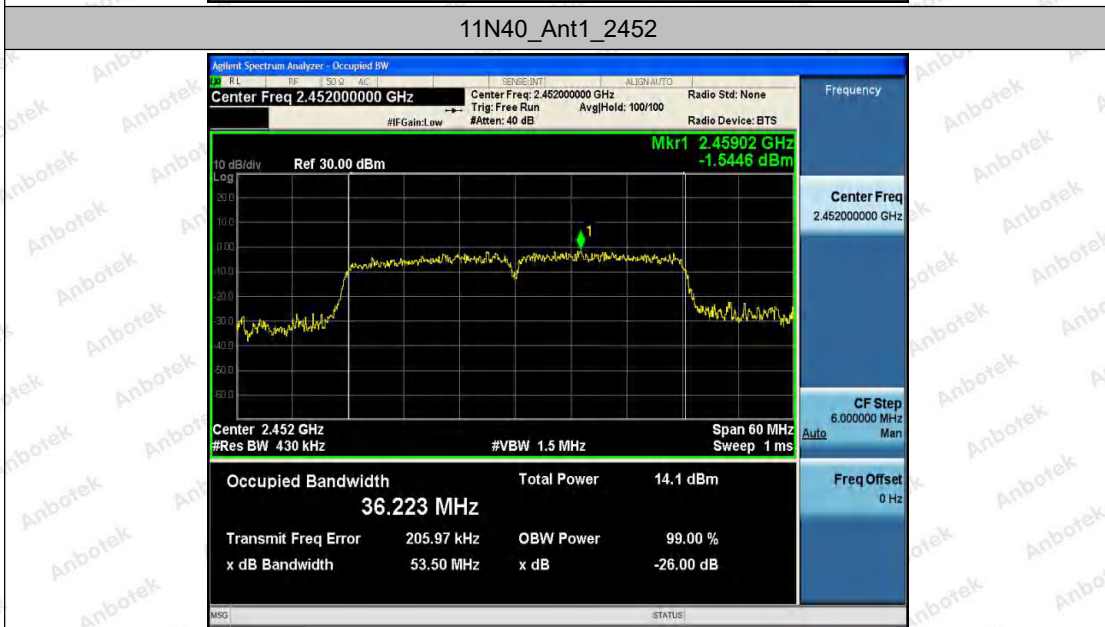 11N40_Ant1_2452
Agilent Spectrum Analyzer - Occupied BW
RL RF 50 Ω AC SENSE:INT ALIGN AUTO
Center Freq 2.452000000 GHz
Center Freq: 2.452000000 GHz Radio Std: None
Trig: Free Run Avg|Hold: 100/100
#IFGain:Low #Atten: 40 dB Radio Device: BTS
Mkr1 2.45902 GHz
-1.5446 dBm
10 dB/div Ref 30.00 dBm
Log
20.0
10.0
0.00
-10.0
-20.0
-30.0
-40.0
-50.0
-60.0
1
Center 2.452 GHz Span 60 MHz
#Res BW 430 kHz #VBW 1.5 MHz Sweep 1 ms
Occupied Bandwidth Total Power 14.1 dBm
36.223 MHz
Transmit Freq Error 205.97 kHz OBW Power 99.00 %
x dB Bandwidth 53.50 MHz x dB -26.00 dB
MSG STATUS
Frequency
Center Freq
2.452000000 GHz
CF Step
6.000000 MHz
Auto Man
Freq Offset
0 Hz
Anbotek